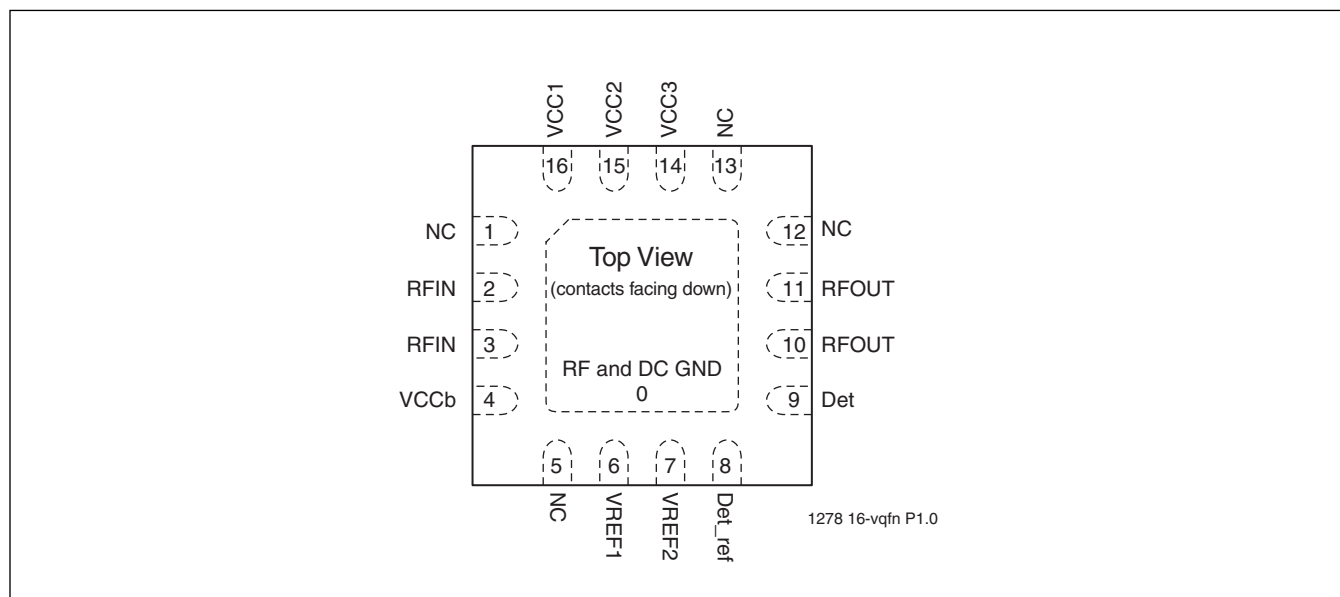 VCC1
VCC2
VCC3
NC
16
15
14
13
NC 1
12 NC
Top View
RFIN 2
(contacts facing down)
11 RFOUT
RFIN 3
10 RFOUT
RF and DC GND
0
VCCb 4
9 Det
5
6
7
8
NC
VREF1
VREF2
Det_ref
1278 16-vqfn P1.0